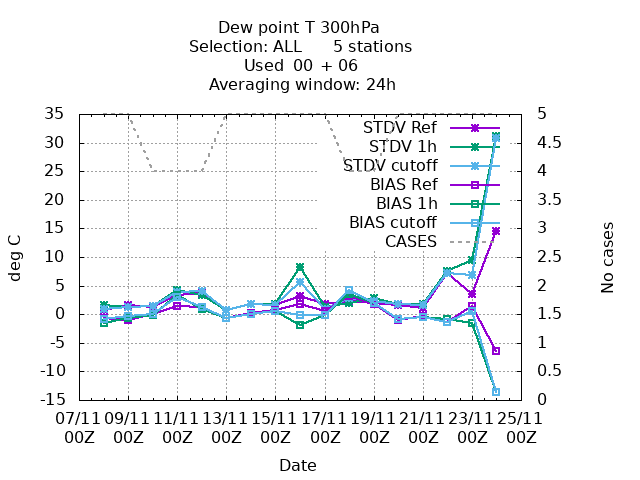 Dew point T 300hPa
Selection: ALL 5 stations
Used 00 + 06
Averaging window: 24h
35 5
30 4.5
25 4
20 3.5
15 3
10 2.5
5 2
0 1.5
-5 1
-10 0.5
-15 0
deg C
No cases
STDV Ref
STDV 1h
STDV cutoff
BIAS Ref
BIAS 1h
BIAS cutoff
CASES
07/11 09/11 11/11 13/11 15/11 17/11 19/11 21/11 23/11 25/11
00Z 00Z 00Z 00Z 00Z 00Z 00Z 00Z 00Z 00Z
Date